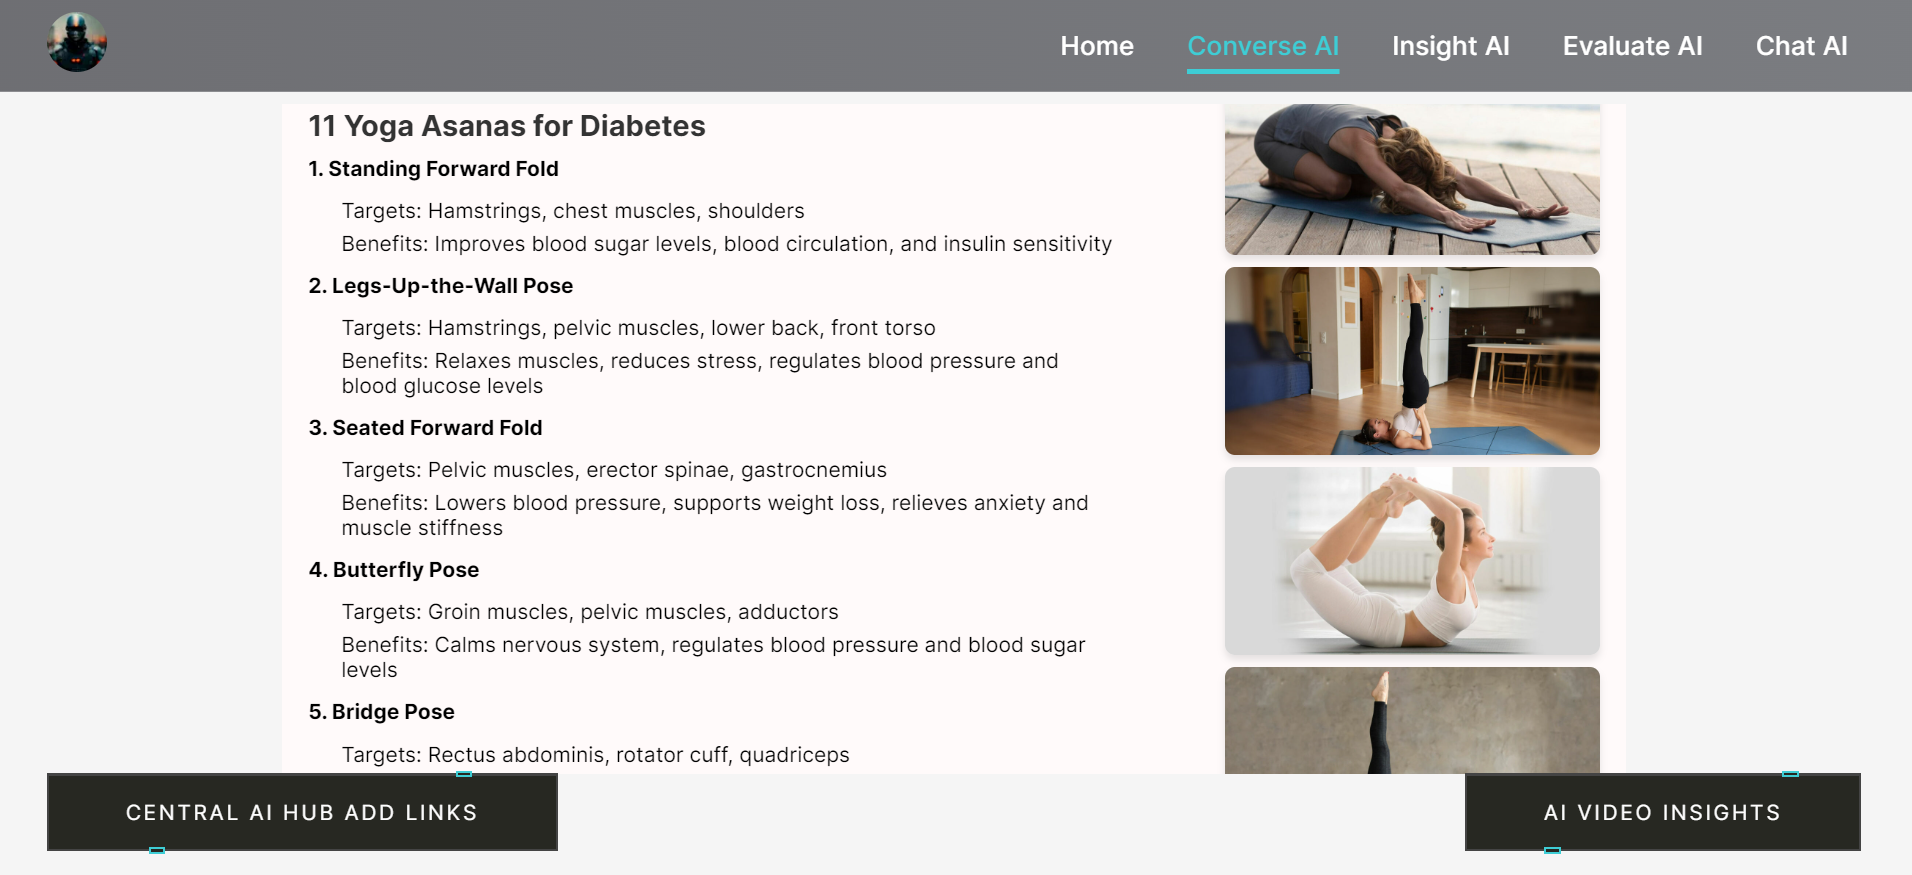 Home Converse AI Insight AI Evaluate AI Chat AI
11 Yoga Asanas for Diabetes
1. Standing Forward Fold
Targets: Hamstrings, chest muscles, shoulders
Benefits: Improves blood sugar levels, blood circulation, and insulin sensitivity
2. Legs-Up-the-Wall Pose
Targets: Hamstrings, pelvic muscles, lower back, front torso
Benefits: Relaxes muscles, reduces stress, regulates blood pressure and
blood glucose levels
3. Seated Forward Fold
Targets: Pelvic muscles, erector spinae, gastrocnemius
Benefits: Lowers blood pressure, supports weight loss, relieves anxiety and
muscle stiffness
4. Butterfly Pose
Targets: Groin muscles, pelvic muscles, adductors
Benefits: Calms nervous system, regulates blood pressure and blood sugar
levels
5. Bridge Pose
Targets: Rectus abdominis, rotator cuff, quadriceps
CENTRAL AI HUB ADD LINKS
AI VIDEO INSIGHTS